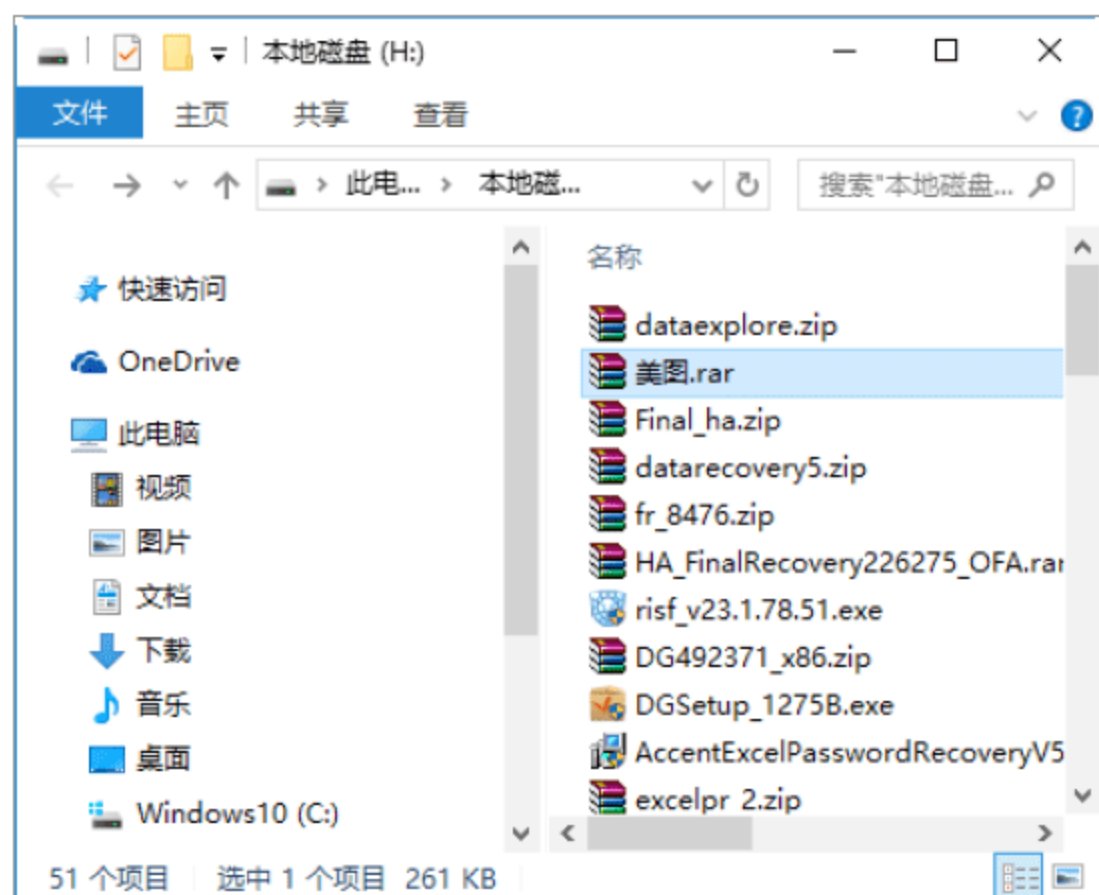 本地磁盘 (H:)
文件 主页 共享 查看
此电... 本地磁... 搜索"本地磁盘...
快速访问
OneDrive
此电脑
视频
图片
文档
下载
音乐
桌面
Windows10 (C:)
名称
dataexplore.zip
美图.rar
Final_ha.zip
datarecovery5.zip
fr_8476.zip
HA_FinalRecovery226275_OFA.rar
risf_v23.1.78.51.exe
DG492371_x86.zip
DGSetup_1275B.exe
AccentExcelPasswordRecoveryV5
excelpr_2.zip
51 个项目 选中 1 个项目 261 KB